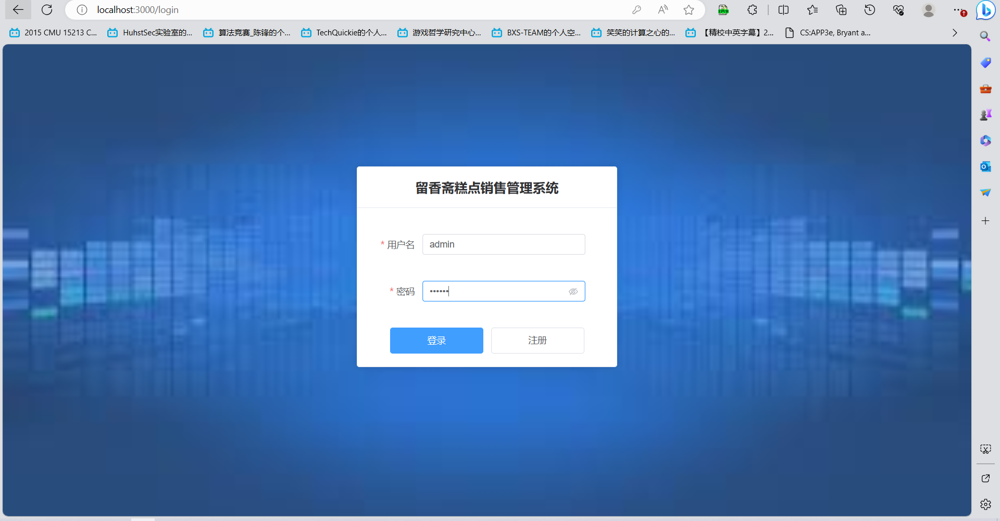 localhost:3000/login
2015 CMU 15213 C...
HuhstSec实验室的...
算法竞赛_陈锋的个...
TechQuickie的个人...
游戏哲学研究中心...
BXS-TEAM的个人空...
笑笑的计算之心的...
【精校中英字幕】2...
CS:APP3e, Bryant a...
留香斋糕点销售管理系统
* 用户名 admin
* 密码 ••••••
登录 注册